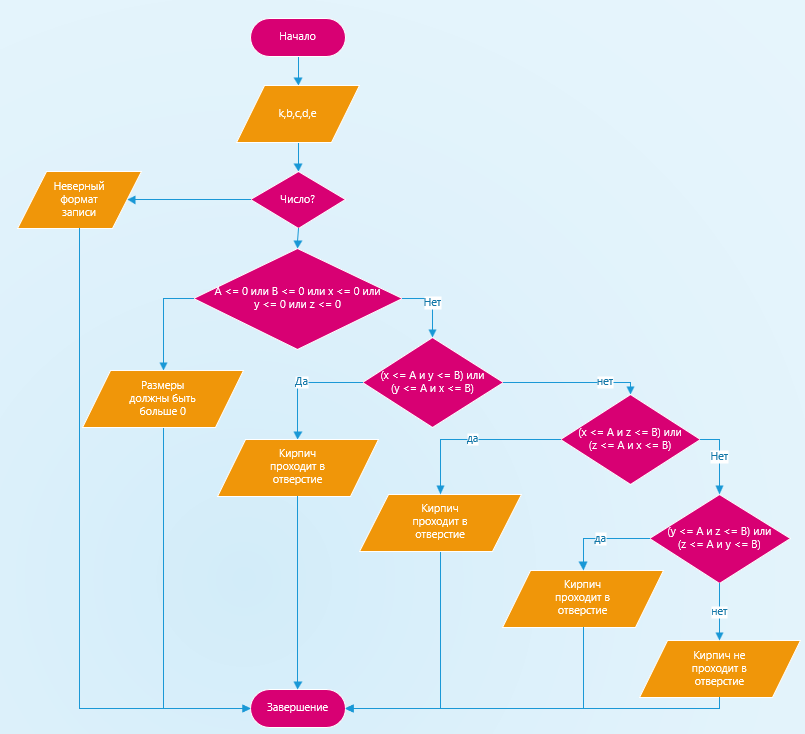 Начало
k,b,c,d,e
Число?
Неверный
формат
записи
A <= 0 или B <= 0 или x <= 0 или
y <= 0 или z <= 0
Нет
Размеры
должны быть
больше 0
(x <= A и y <= B) или
(y <= A и x <= B)
Да
нет
Кирпич
проходит в
отверстие
(x <= A и z <= B) или
(z <= A и x <= B)
да
Нет
Кирпич
проходит в
отверстие
(y <= A и z <= B) или
(z <= A и y <= B)
да
нет
Кирпич
проходит в
отверстие
Кирпич не
проходит в
отверстие
Завершение